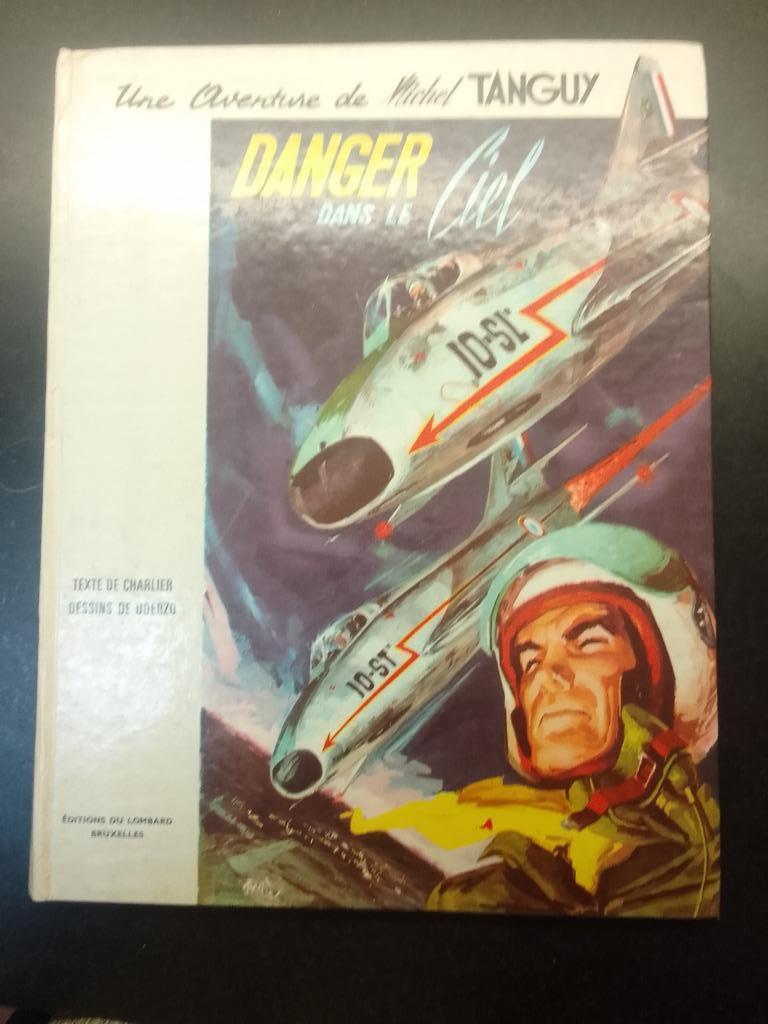 Une Aventure de Michel TANGUY
DANGER
DANS LE Ciel
10-SL
10-ST
TEXTE DE CHARLIER
DESSINS DE UDERZO
ÉDITIONS DU LOMBARD
BRUXELLES